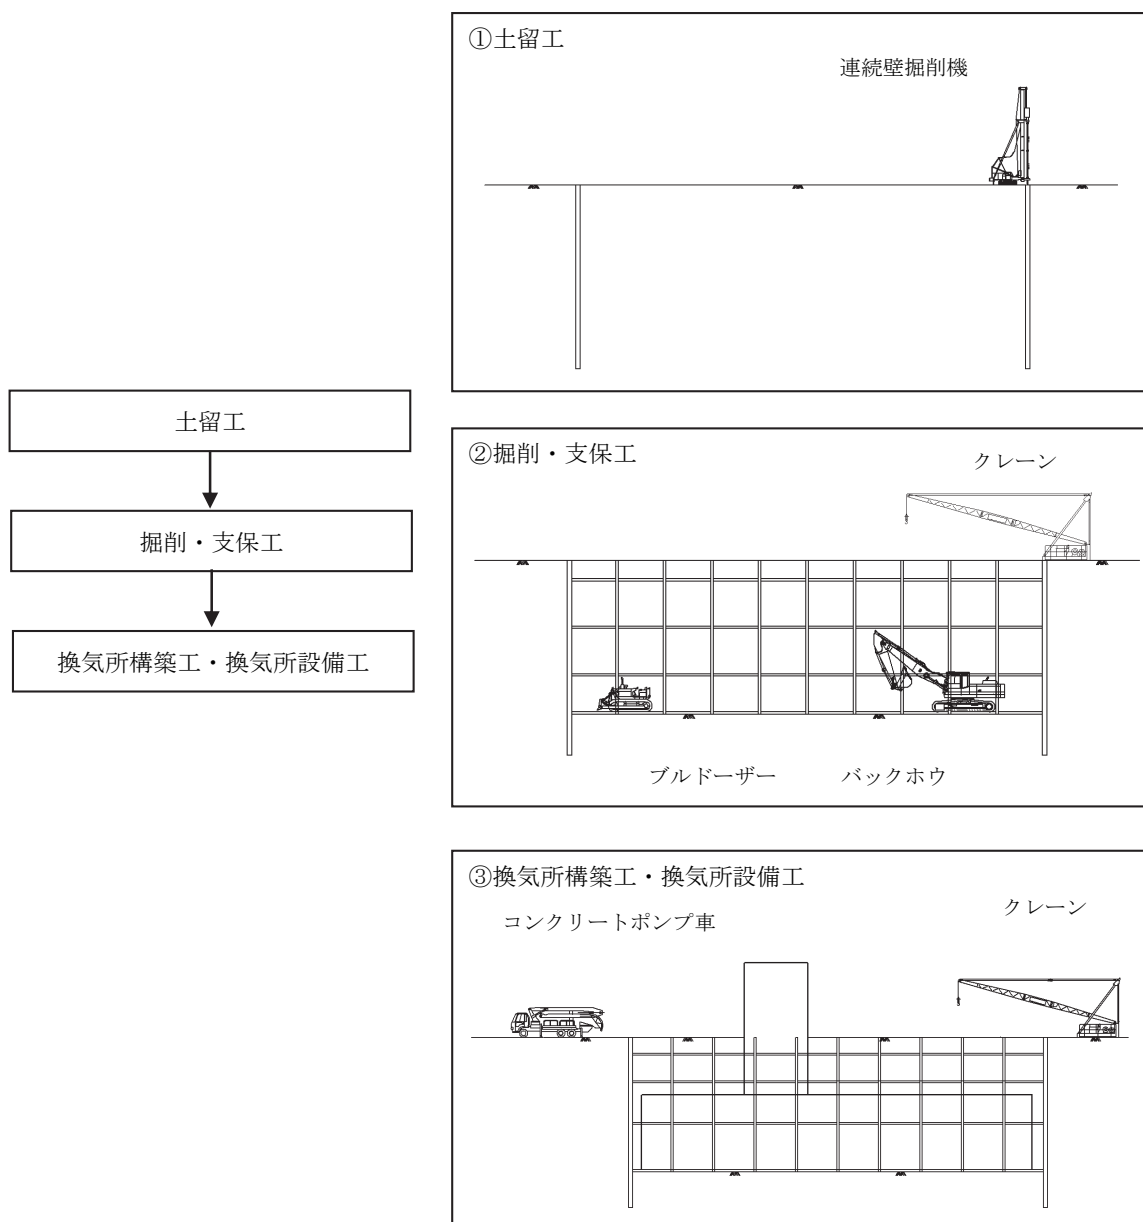 土留工
掘削・支保工
換気所構築工・換気所設備工
①土留工
連続壁掘削機
②掘削・支保工
クレーン
ブルドーザー
バックホウ
③換気所構築工・換気所設備工
コンクリートポンプ車
クレーン